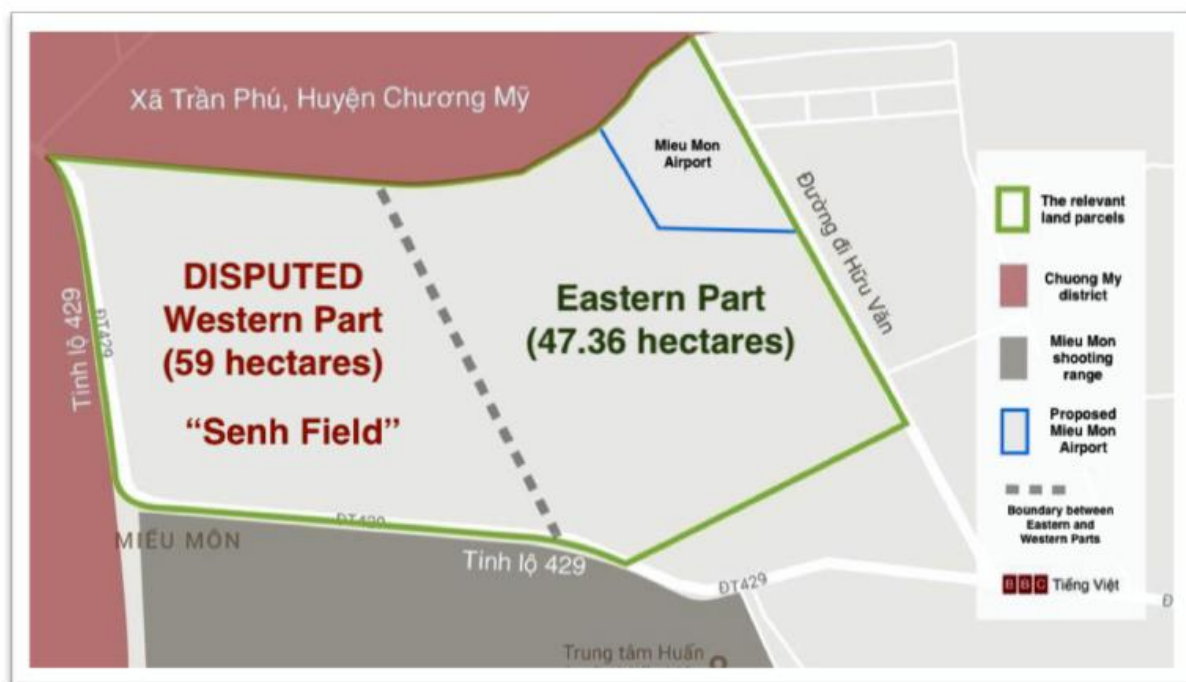 Xã Trần Phú, Huyện Chương Mỹ
Mieu Mon
Airport
Đường đi Hữu Văn
DISPUTED
Western Part
(59 hectares)
“Senh Field”
Eastern Part
(47.36 hectares)
Tỉnh lộ 429
ĐT429
MIẾU MÔN
ĐT429
Tỉnh lộ 429
ĐT429
Trung tâm Huấn
The relevant
land parcels
Chuong My
district
Mieu Mon
shooting
range
Proposed
Mieu Mon
Airport
Boundary between
Eastern and
Western Parts
BBC Tiếng Việt
Đ